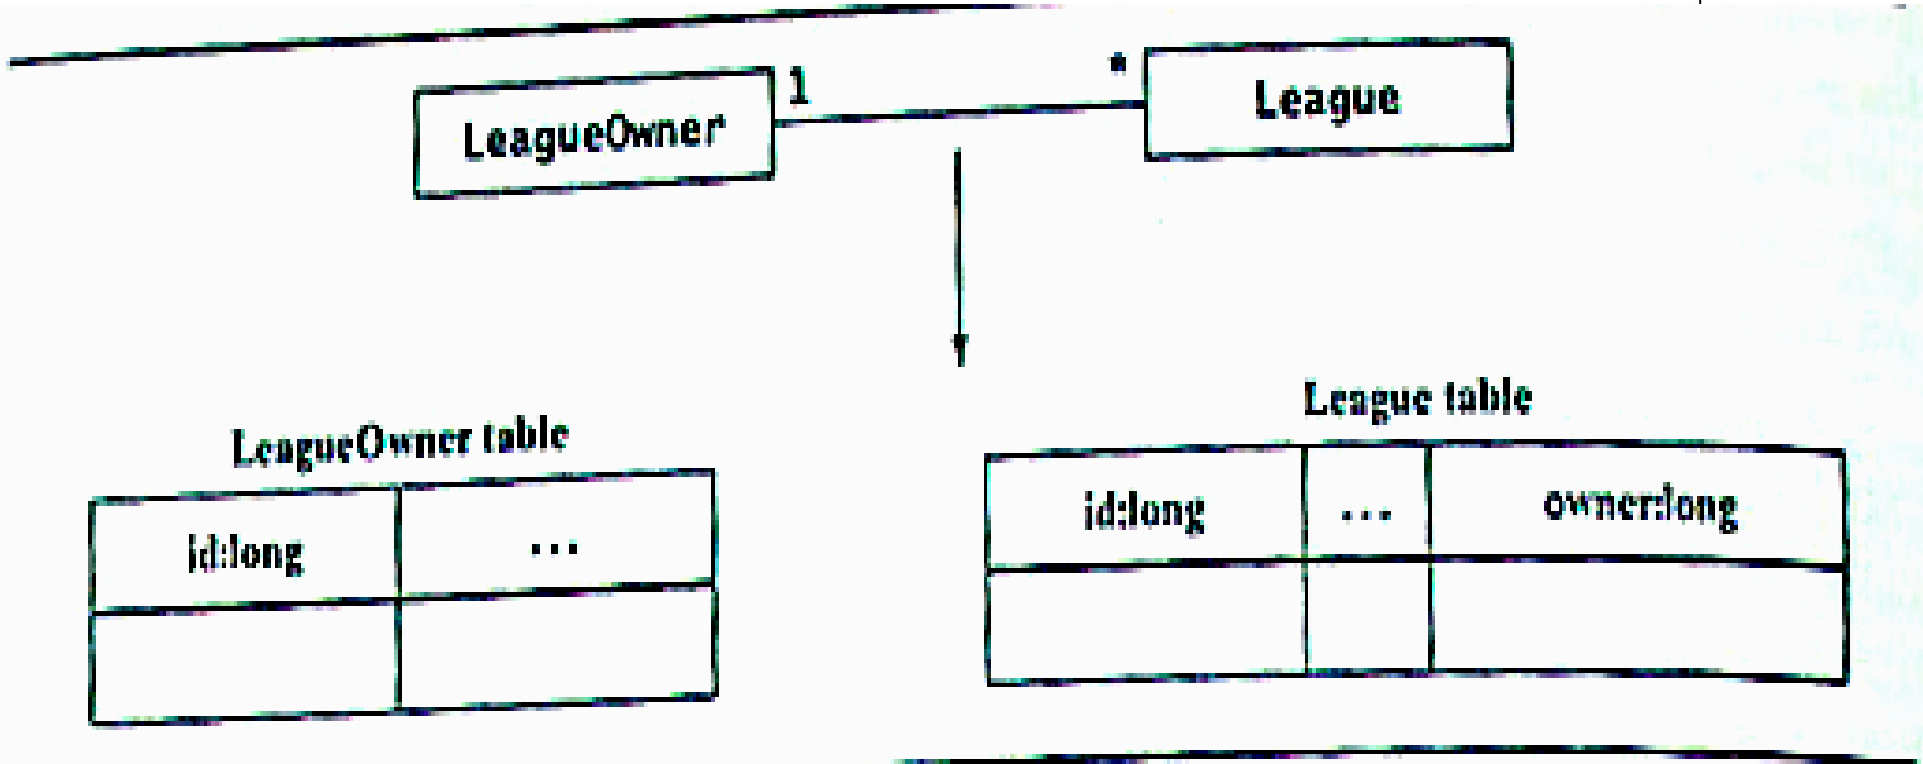 LeagueOwner 1 * League
LeagueOwner table
id:long ...
League table
id:long ... owner:long